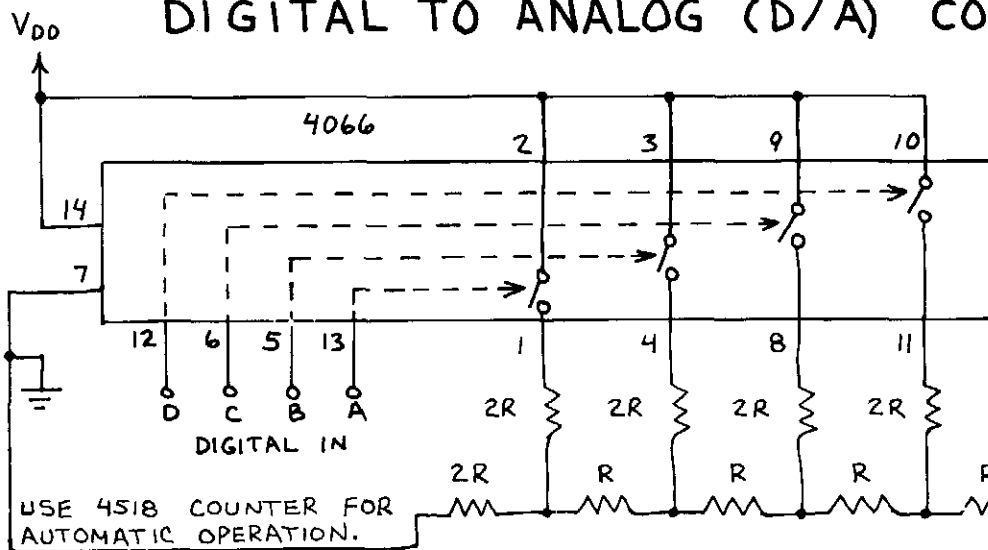 DIGITAL TO ANALOG (D/A) CO
VDD
4066
2 3 9 10
14
7
12 6 5 13 1 4 8 11
D C B A
2R 2R 2R 2R
DIGITAL IN
2R R R R R
USE 4518 COUNTER FOR
AUTOMATIC OPERATION.